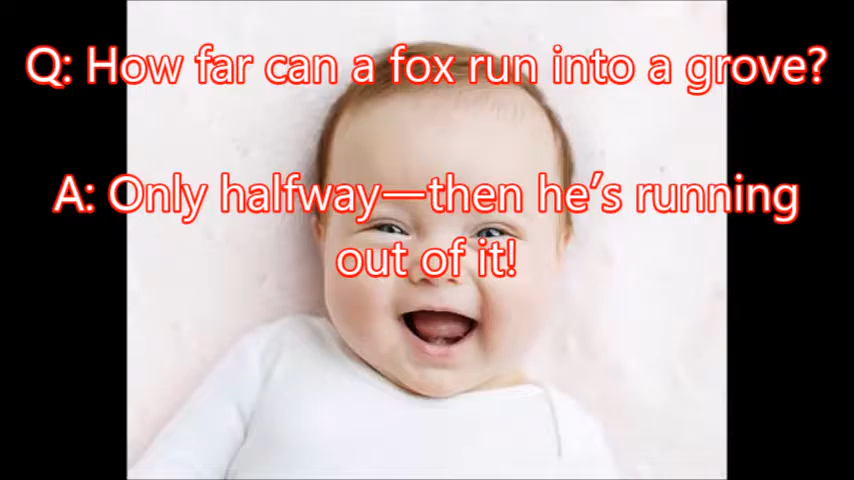 Q: How far can a fox run into a grove?
A: Only halfway—then he’s running
out of it!